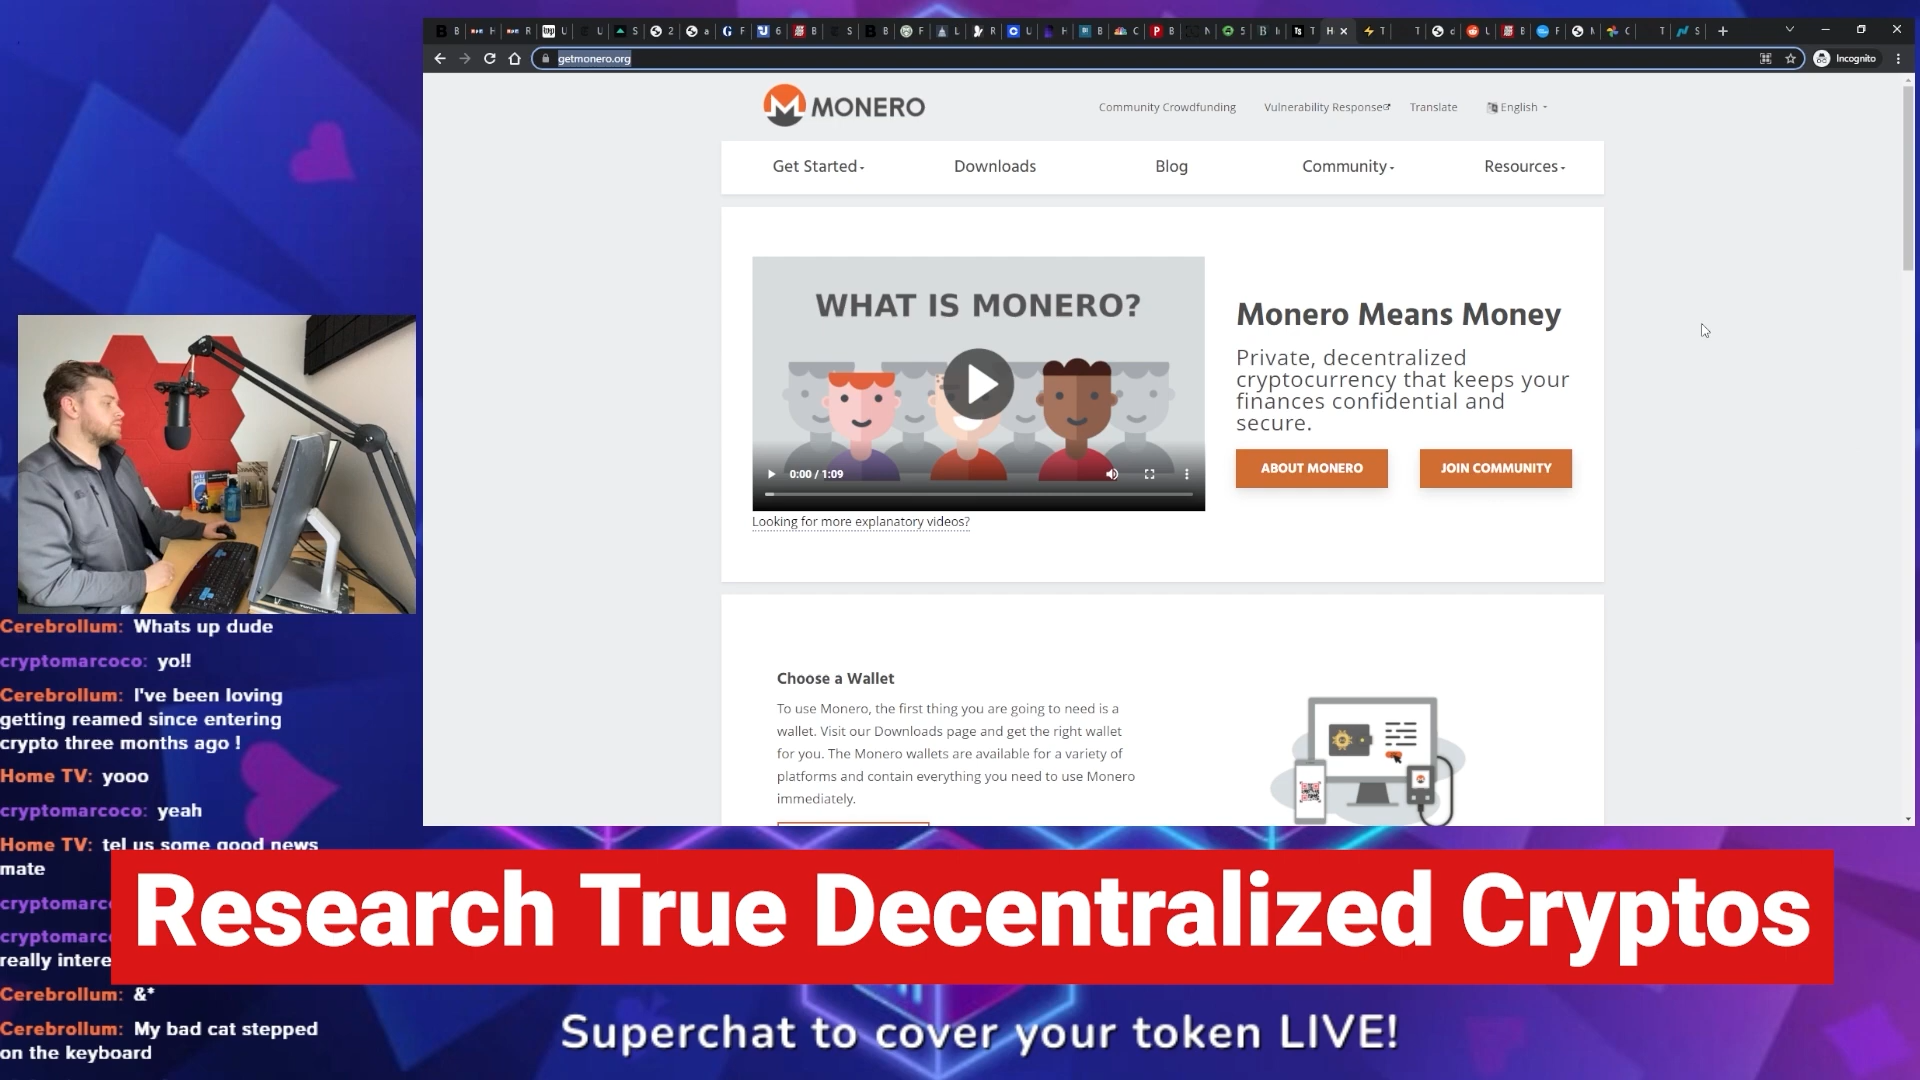 getmonero.org
Incognito
MONERO
Community Crowdfunding
Vulnerability Response
Translate
English
Get Started
Downloads
Blog
Community
Resources
WHAT IS MONERO?
0:00 / 1:09
Looking for more explanatory videos?
Monero Means Money
Private, decentralized
cryptocurrency that keeps your
finances confidential and
secure.
ABOUT MONERO
JOIN COMMUNITY
Choose a Wallet
To use Monero, the first thing you are going to need is a
wallet. Visit our Downloads page and get the right wallet
for you. The Monero wallets are available for a variety of
platforms and contain everything you need to use Monero
immediately.
Cerebrollum: Whats up dude
cryptomarcoco: yo!!
Cerebrollum: I've been loving
getting reamed since entering
crypto three months ago !
Home TV: yooo
cryptomarcoco: yeah
Home TV: tell us some good news
mate
cryptomarc
cryptomarc
really intere
Cerebrollum: &*
Cerebrollum: My bad cat stepped
on the keyboard
Research True Decentralized Cryptos
Superchat to cover your token LIVE!